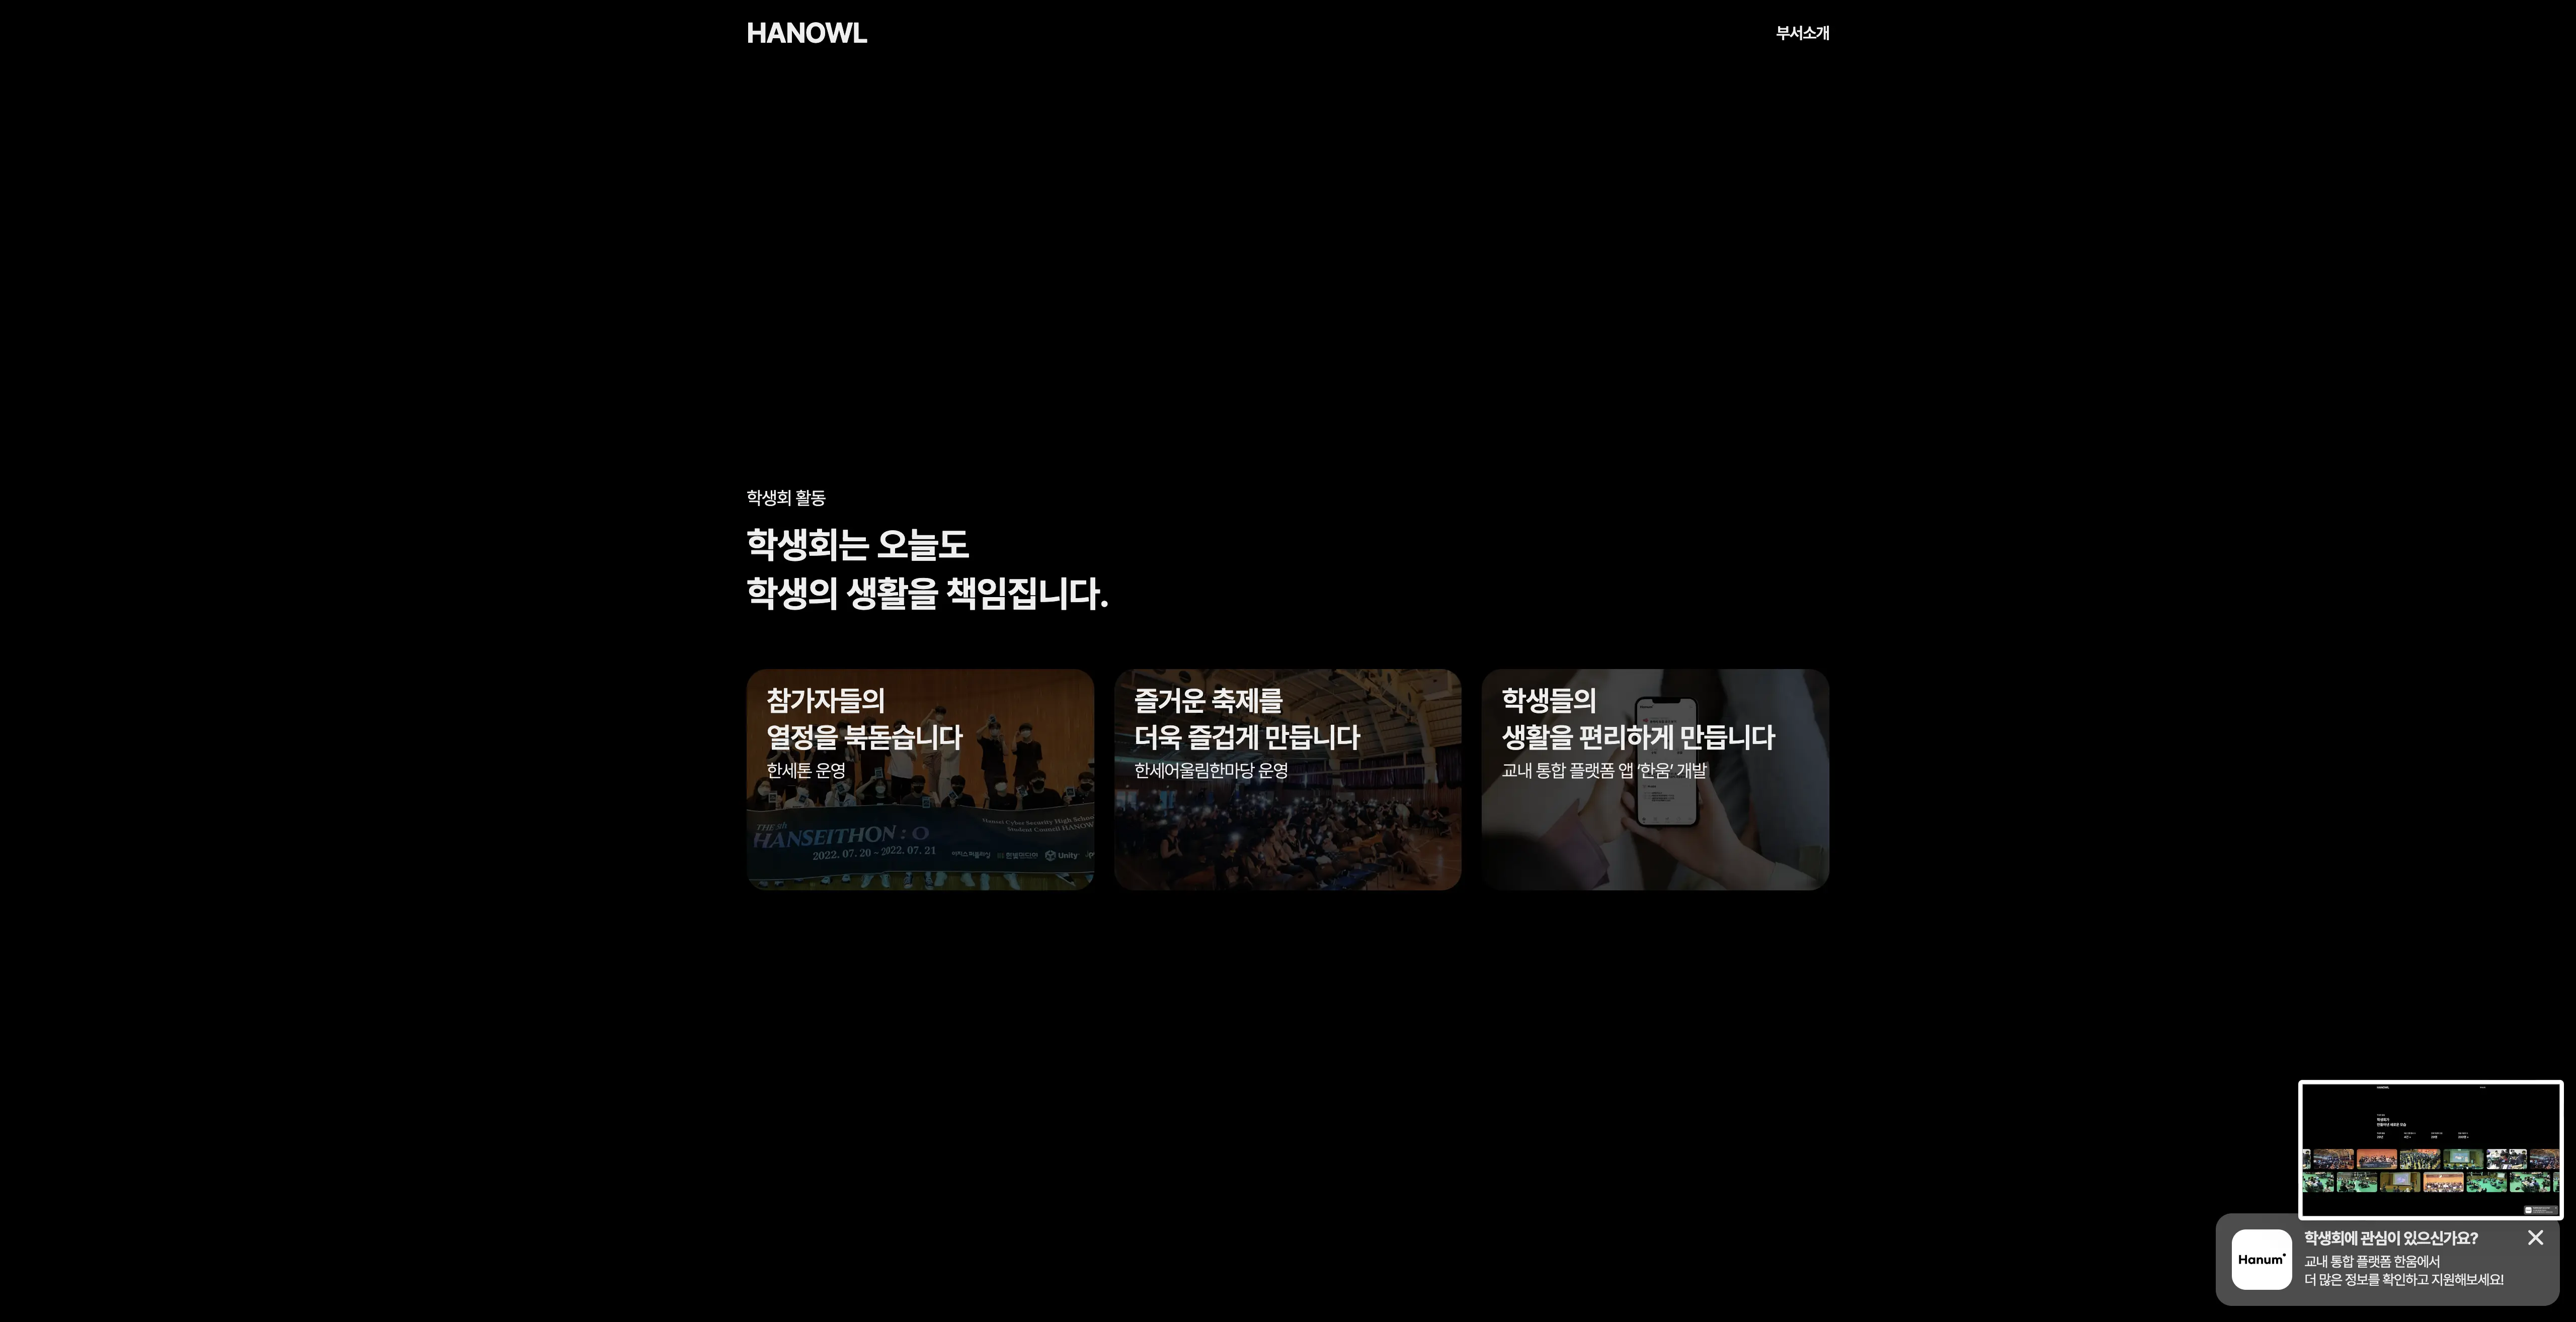 HANOWL
부서소개
학생회 활동
학생회는 오늘도
학생의 생활을 책임집니다.
참가자들의
열정을 북돋습니다
한세톤 운영
THE 5th
HANSEITHON : O
2022. 07. 20 - 2022. 07. 21
Hansei Cyber Security High School
Student Council HANOWL
Unity
즐거운 축제를
더욱 즐겁게 만듭니다
한세어울림한마당 운영
학생들의
생활을 편리하게 만듭니다
교내 통합 플랫폼 앱 ‘한움’ 개발
Hanum
학생회에 관심이 있으신가요?
교내 통합 플랫폼 한움에서
더 많은 정보를 확인하고 지원해보세요!